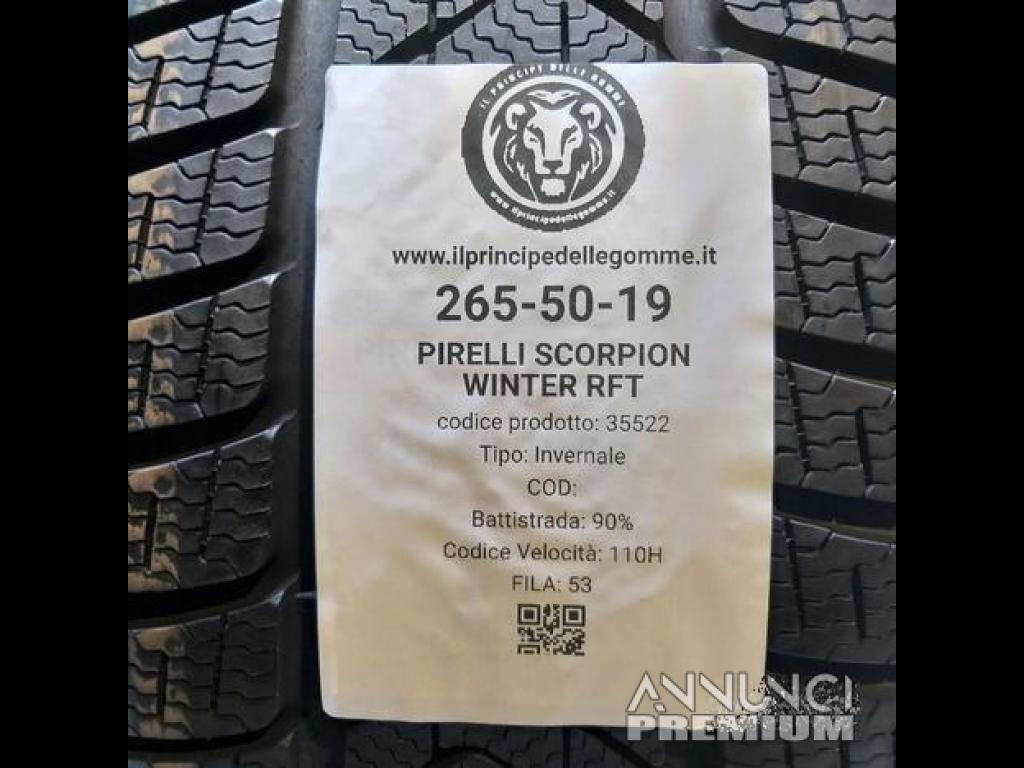 IL PRINCIPE DELLE GOMME
www.ilprincipedellegomme.it
www.ilprincipedellegomme.it
265-50-19
PIRELLI SCORPION
WINTER RFT
codice prodotto: 35522
Tipo: Invernale
COD:
Battistrada: 90%
Codice Velocità: 110H
FILA: 53
ANNUNCI
PREMIUM